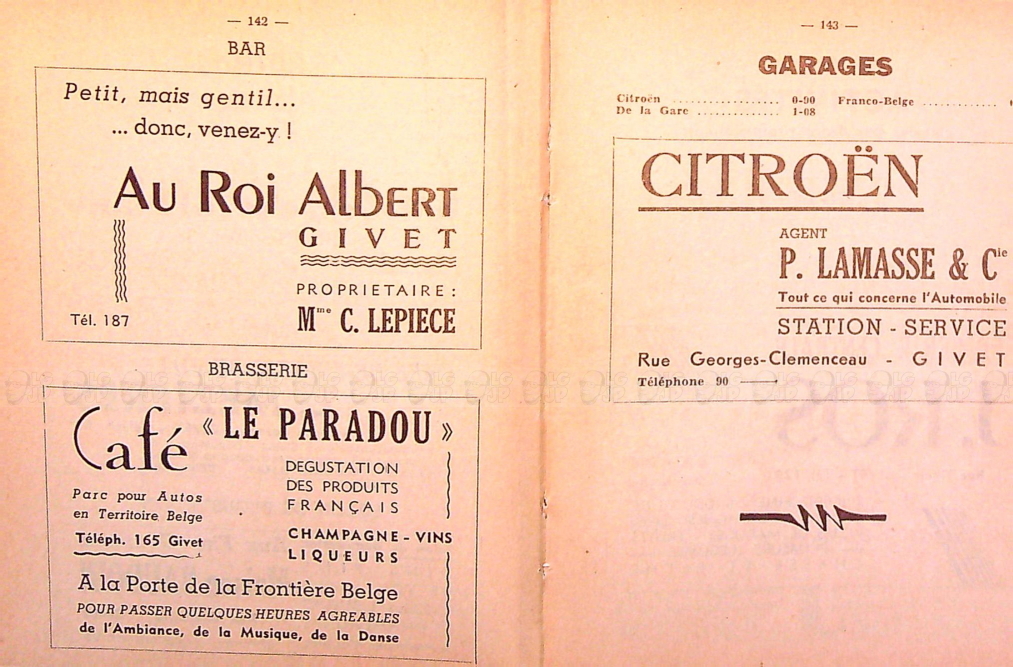 — 142 —
BAR
Petit, mais gentil...
... donc, venez-y !
Au Roi Albert
GIVET
PROPRIETAIRE :
Mme C. LEPIECE
Tél. 187
BRASSERIE
Café « LE PARADOU »
DEGUSTATION
DES PRODUITS
FRANÇAIS
Parc pour Autos
en Territoire Belge
Téléph. 165 Givet
CHAMPAGNE - VINS
LIQUEURS
A la Porte de la Frontière Belge
POUR PASSER QUELQUES HEURES AGREABLES
de l'Ambiance, de la Musique, de la Danse
— 143 —
GARAGES
Citroën .................. 0-90 Franco-Belge ............
De la Gare .............. 1-08
CITROËN
AGENT
P. LAMASSE & Cie
Tout ce qui concerne l'Automobile
STATION - SERVICE
Rue Georges-Clemenceau - GIVET
Téléphone 90